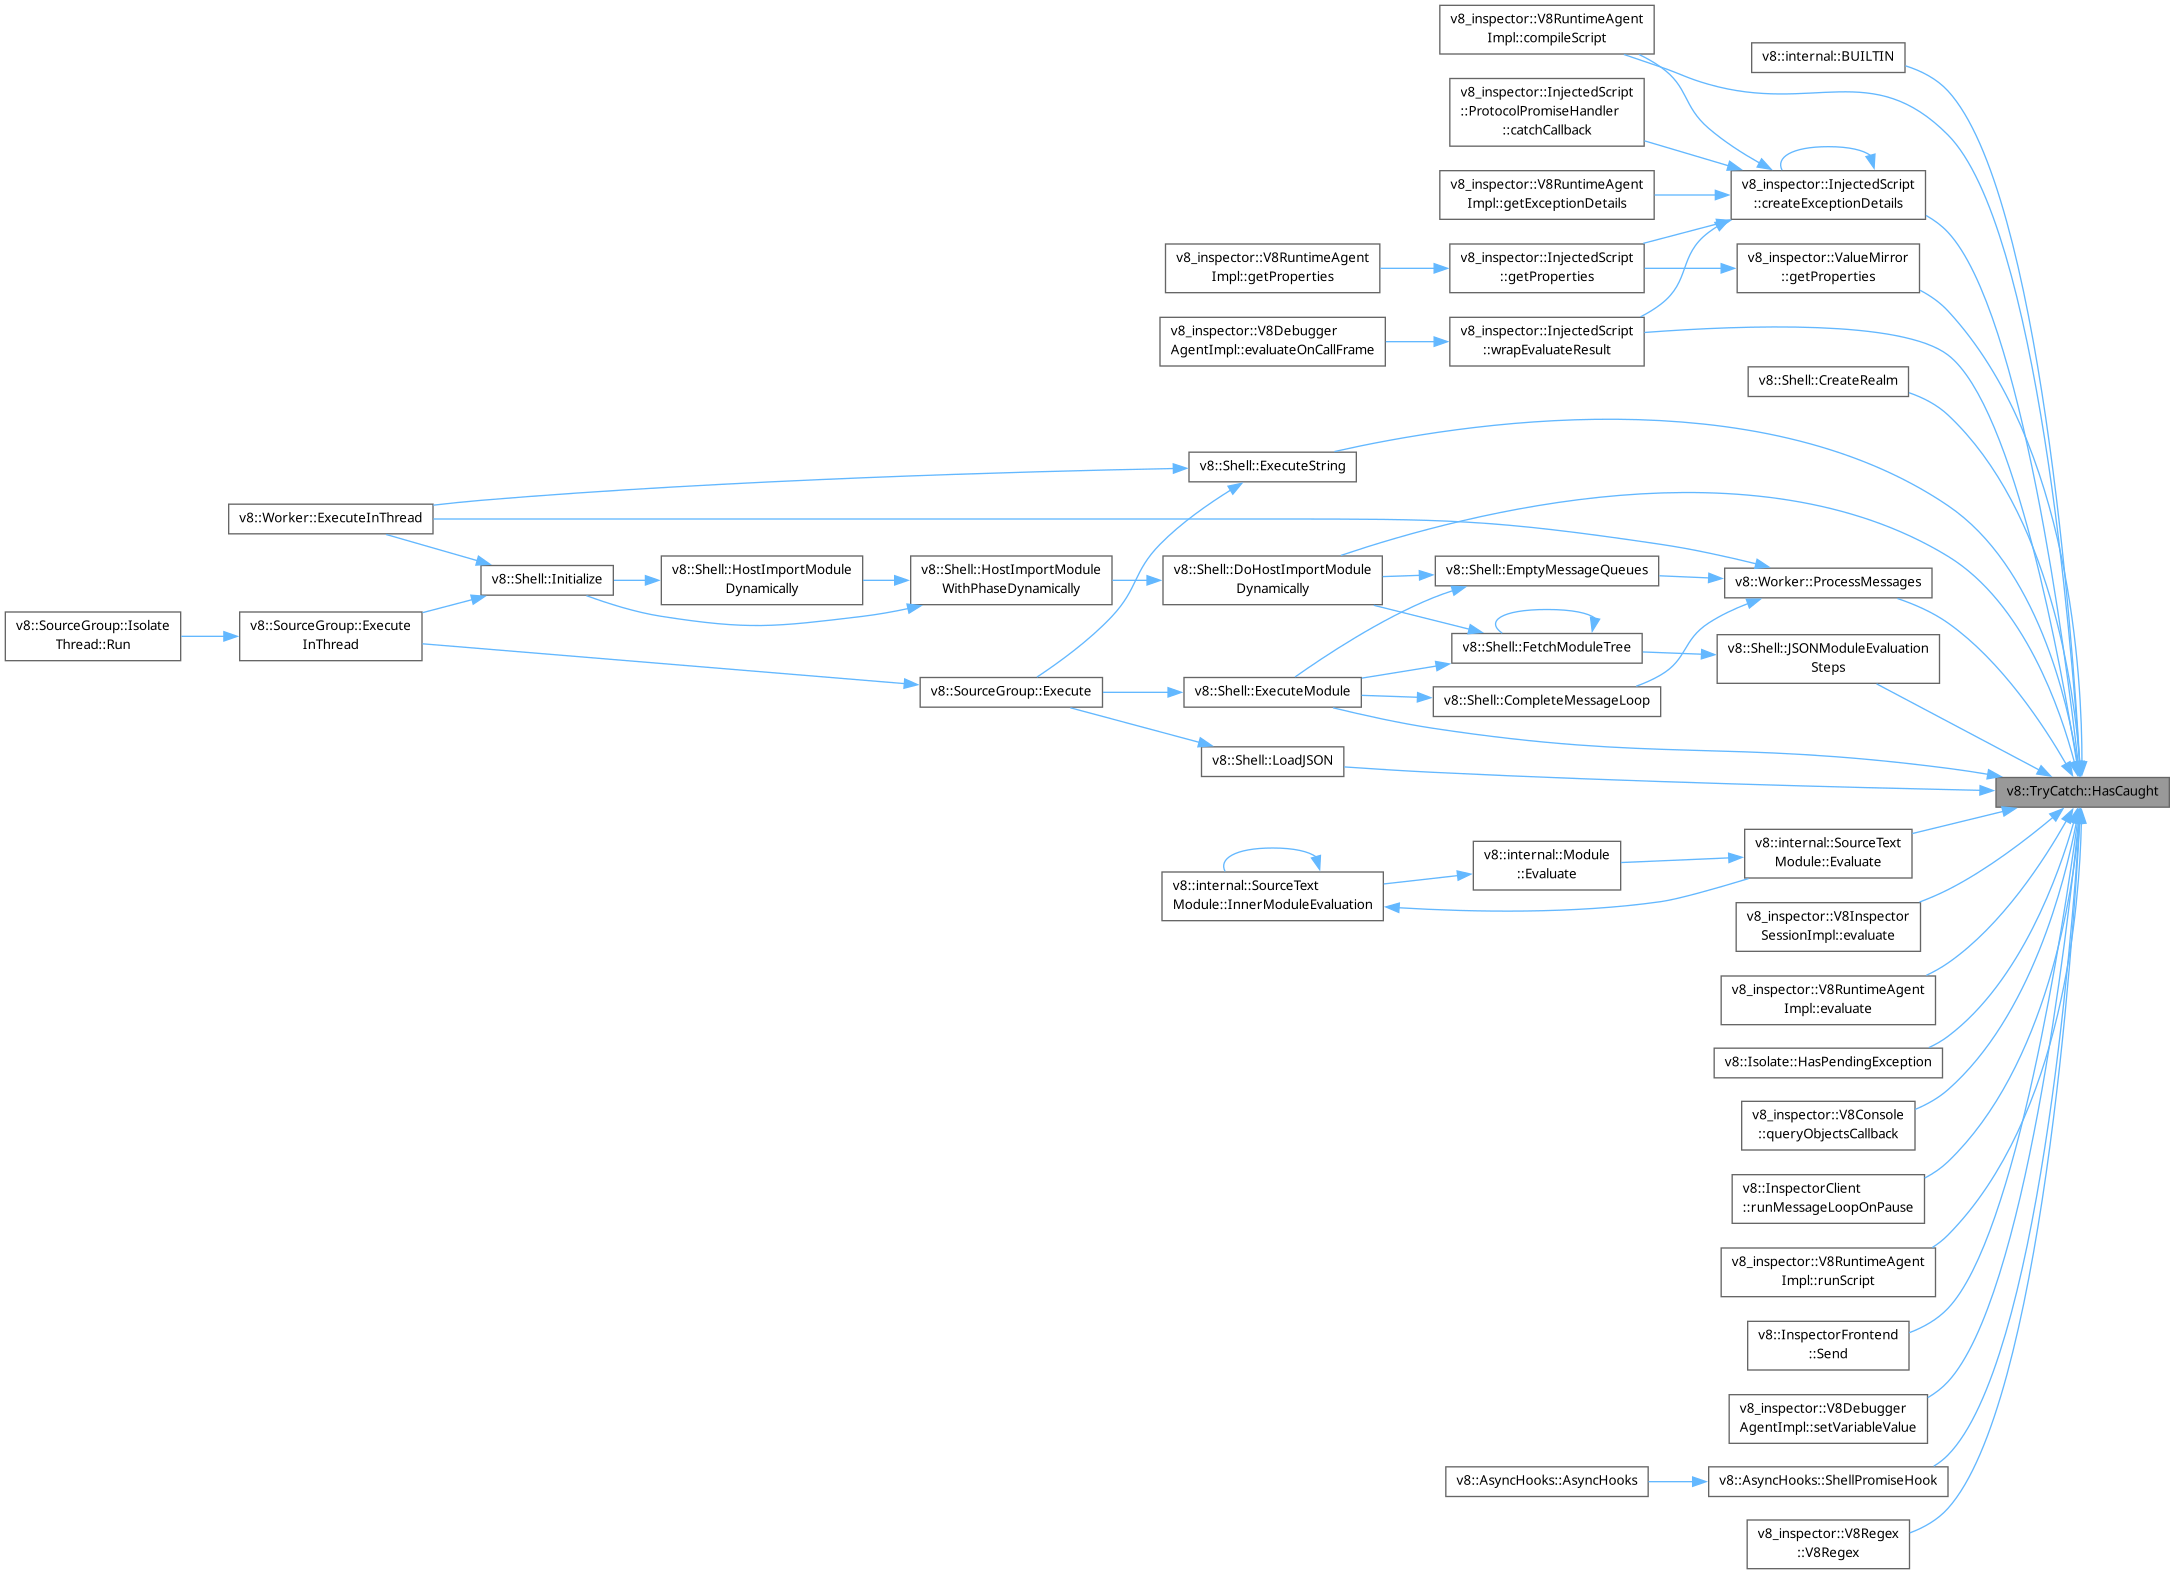 v8_inspector::V8RuntimeAgent
Impl::compileScript
v8::internal::BUILTIN
v8_inspector::InjectedScript
::ProtocolPromiseHandler
::catchCallback
v8_inspector::V8RuntimeAgent
Impl::getExceptionDetails
v8_inspector::InjectedScript
::createExceptionDetails
v8_inspector::V8RuntimeAgent
Impl::getProperties
v8_inspector::InjectedScript
::getProperties
v8_inspector::ValueMirror
::getProperties
v8_inspector::V8Debugger
AgentImpl::evaluateOnCallFrame
v8_inspector::InjectedScript
::wrapEvaluateResult
v8::Shell::CreateRealm
v8::Shell::ExecuteString
v8::Worker::ExecuteInThread
v8::Shell::Initialize
v8::Shell::HostImportModule
Dynamically
v8::Shell::HostImportModule
WithPhaseDynamically
v8::Shell::DoHostImportModule
Dynamically
v8::Shell::EmptyMessageQueues
v8::Worker::ProcessMessages
v8::SourceGroup::Isolate
Thread::Run
v8::SourceGroup::Execute
InThread
v8::Shell::FetchModuleTree
v8::Shell::JSONModuleEvaluation
Steps
v8::SourceGroup::Execute
v8::Shell::ExecuteModule
v8::Shell::CompleteMessageLoop
v8::Shell::LoadJSON
v8::TryCatch::HasCaught
v8::internal::SourceText
Module::InnerModuleEvaluation
v8::internal::Module
::Evaluate
v8::internal::SourceText
Module::Evaluate
v8_inspector::V8Inspector
SessionImpl::evaluate
v8_inspector::V8RuntimeAgent
Impl::evaluate
v8::Isolate::HasPendingException
v8_inspector::V8Console
::queryObjectsCallback
v8::InspectorClient
::runMessageLoopOnPause
v8_inspector::V8RuntimeAgent
Impl::runScript
v8::InspectorFrontend
::Send
v8_inspector::V8Debugger
AgentImpl::setVariableValue
v8::AsyncHooks::AsyncHooks
v8::AsyncHooks::ShellPromiseHook
v8_inspector::V8Regex
::V8Regex